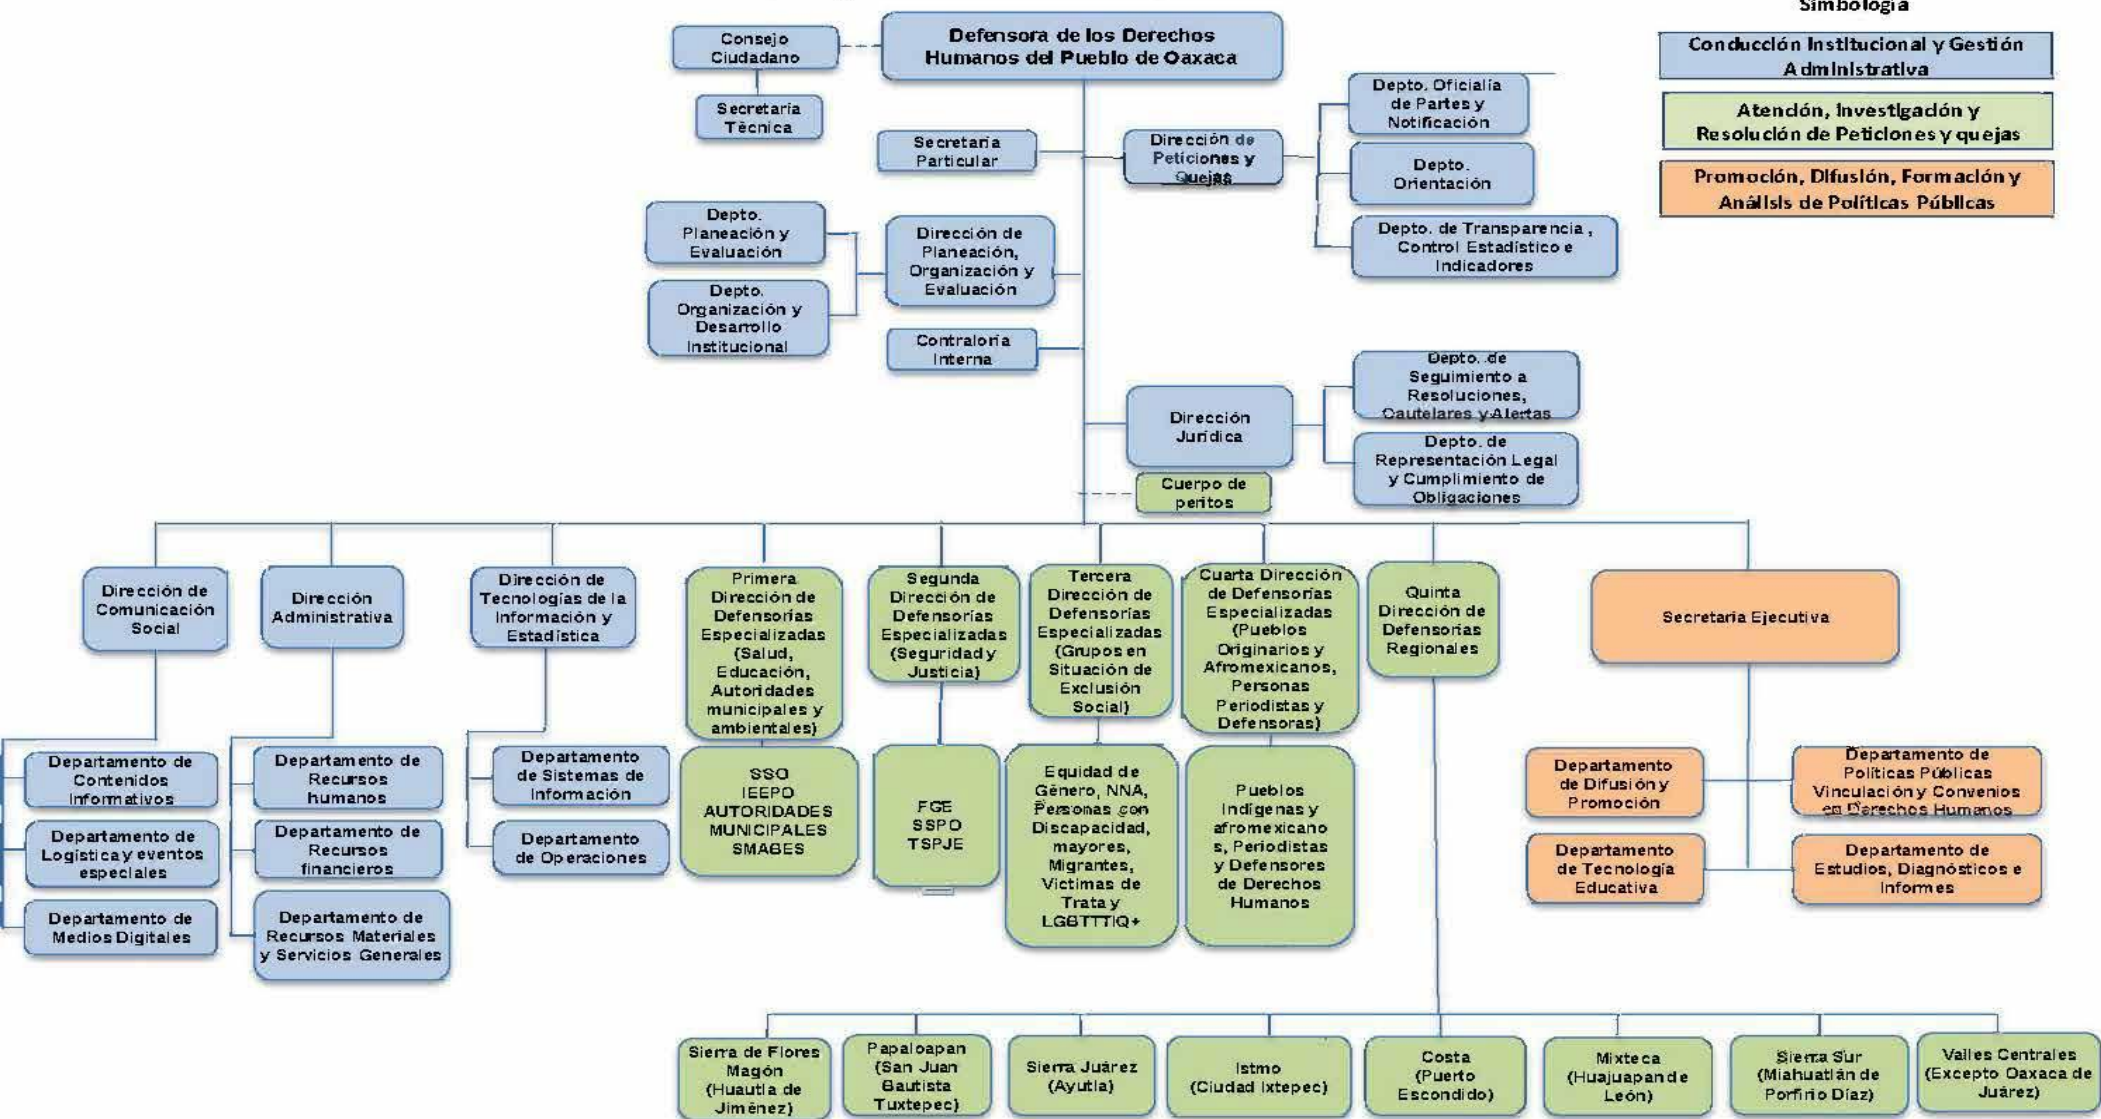 Simbología
Conducción Institucional y Gestión
Administrativa
Atención, Investigación y
Resolución de Peticiones y quejas
Promoción, Difusión, Formación y
Análisis de Políticas Públicas
Defensora de los Derechos
Humanos del Pueblo de Oaxaca
Consejo
Ciudadano
Secretaría
Técnica
Secretaría
Particular
Dirección de
Peticiones y
Quejas
Depto. Oficialía
de Partes y
Notificación
Depto.
Orientación
Depto. de Transparencia ,
Control Estadístico e
Indicadores
Depto.
Planeación y
Evaluación
Depto.
Organización y
Desarrollo
Institucional
Dirección de
Planeación,
Organización y
Evaluación
Contraloría
Interna
Dirección
Jurídica
Depto. de
Seguimiento a
Resoluciones,
Cautelares y Alertas
Depto. de
Representación Legal
y Cumplimiento de
Obligaciones
Cuerpo de
peritos
Dirección de
Comunicación
Social
Dirección
Administrativa
Dirección de
Tecnologías de la
Información y
Estadística
Primera
Dirección de
Defensorías
Especializadas
(Salud,
Educación,
Autoridades
municipales y
ambientales)
Segunda
Dirección de
Defensorías
Especializadas
(Seguridad y
Justicia)
Tercera
Dirección de
Defensorías
Especializadas
(Grupos en
Situación de
Exclusión
Social)
Cuarta Dirección
de Defensorías
Especializadas
(Pueblos
Originarios y
Afromexicanos,
Personas
Periodistas y
Defensoras)
Quinta
Dirección de
Defensorías
Regionales
Secretaría Ejecutiva
Departamento de
Contenidos
Informativos
Departamento de
Logística y eventos
especiales
Departamento de
Medios Digitales
Departamento de
Recursos
humanos
Departamento de
Recursos
financieros
Departamento de
Recursos Materiales
y Servicios Generales
Departamento
de Sistemas de
Información
Departamento
de Operaciones
SSO
IEEPO
AUTORIDADES
MUNICIPALES
SMABES
FGE
SSPO
TSPJE
Equidad de
Género, NNA,
Personas con
Discapacidad,
mayores,
Migrantes,
Víctimas de
Trata y
LGBTTTIQ+
Pueblos
Indígenas y
afromexicano
s, Periodistas
y Defensores
de Derechos
Humanos
Departamento
de Difusión y
Promoción
Departamento de
Políticas Públicas
Vinculación y Convenios
en Derechos Humanos
Departamento
de Tecnología
Educativa
Departamento de
Estudios, Diagnósticos e
Informes
Sierra de Flores
Magón
(Huautla de
Jiménez)
Papaloapan
(San Juan
Bautista
Tuxtepec)
Sierra Juárez
(Ayutla)
Istmo
(Ciudad Ixtepec)
Costa
(Puerto
Escondido)
Mixteca
(Huajuapan de
León)
Sierra Sur
(Miahuatlán de
Porfirio Díaz)
Valles Centrales
(Excepto Oaxaca de
Juárez)